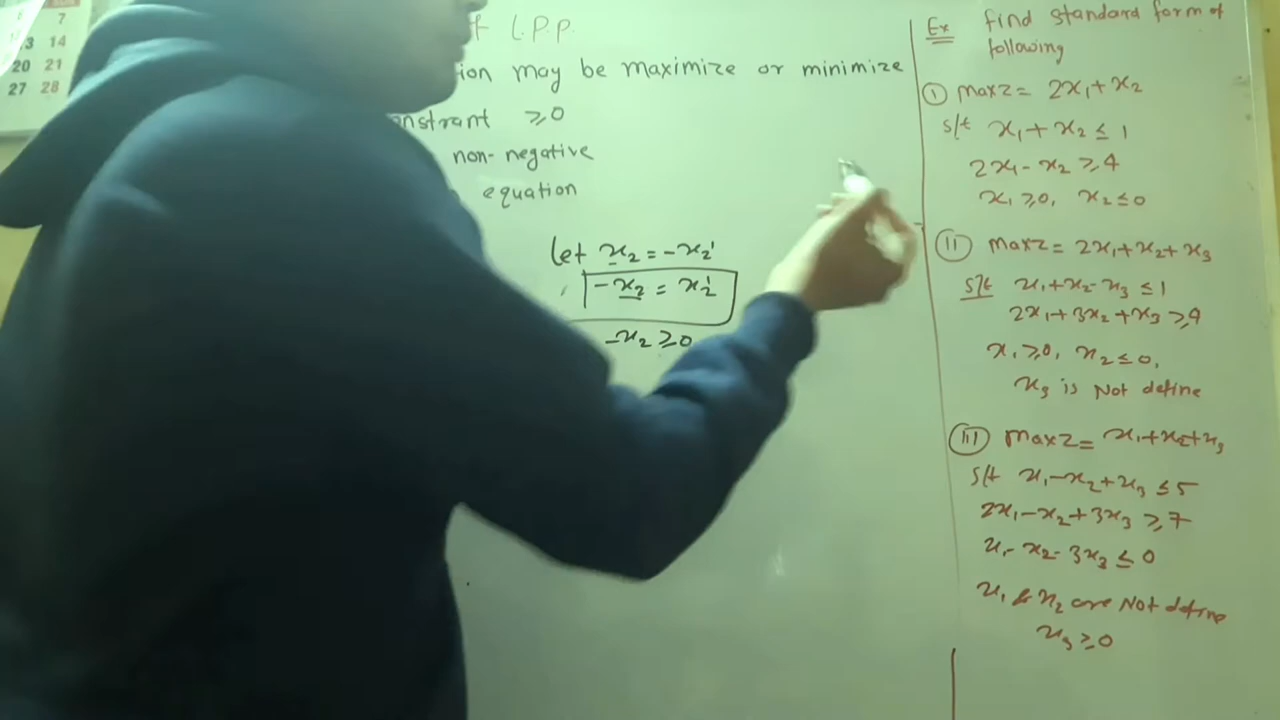 7
13 14
20 21
27 28
f L.P.P.
ion may be maximize or minimize
onstrant ≥0
non-negative
equation
let x₂ = -x₂'
-x₂ = x₂'
-x₂ ≥0
Ex find standard form of
following
(I) max Z = 2x₁+x₂
S/t x₁+x₂ ≤ 1
2x₁-x₂ ≥4
x₁≥0, x₂≤0
(II) max Z = 2x₁+x₂+x₃
S/t x₁+x₂-x₃ ≤1
2x₁+3x₂+x₃ ≥4
x₁≥0, x₂≤0,
x₃ is Not define
(III) max Z = x₁+x₂+x₃
S/t x₁-x₂+x₃ ≤5
2x₁-x₂+3x₃ ≥7
x₁-x₂-3x₃ ≤ 0
x₁ & x₂ are Not define
x₃ ≥0